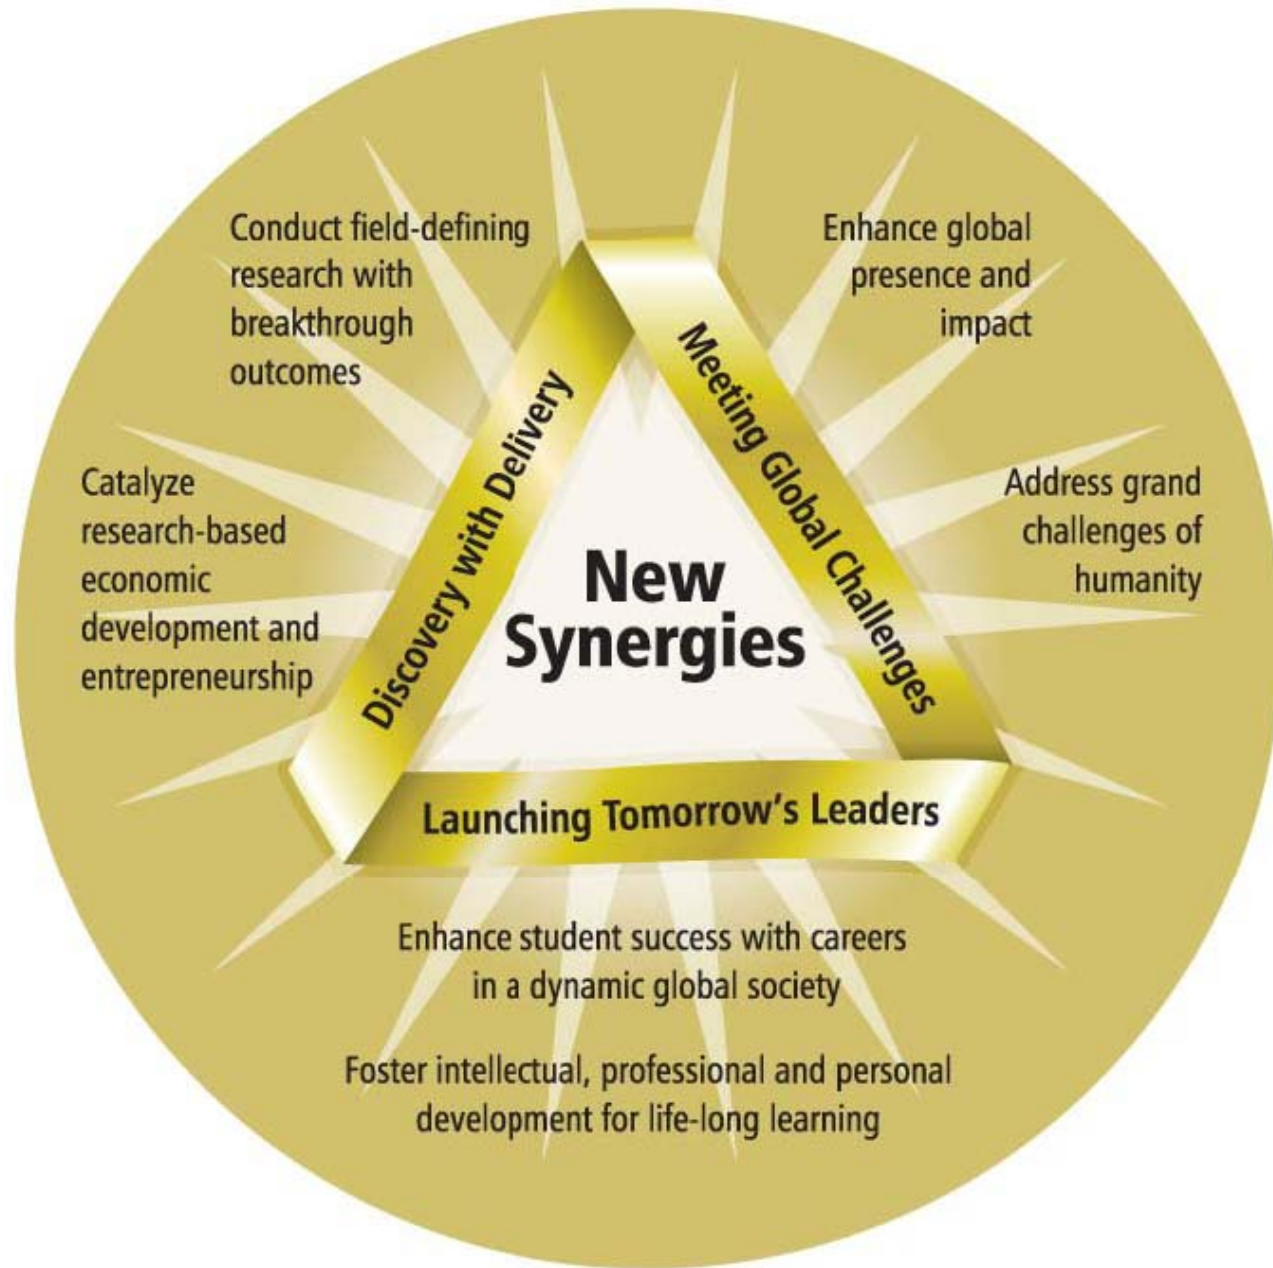 Conduct field-defining
research with
breakthrough
outcomes
Enhance global
presence and
impact
Catalyze
research-based
economic
development and
entrepreneurship
Discovery with Delivery
Meeting Global Challenges
Address grand
challenges of
humanity
New
Synergies
Launching Tomorrow's Leaders
Enhance student success with careers
in a dynamic global society
Foster intellectual, professional and personal
development for life-long learning